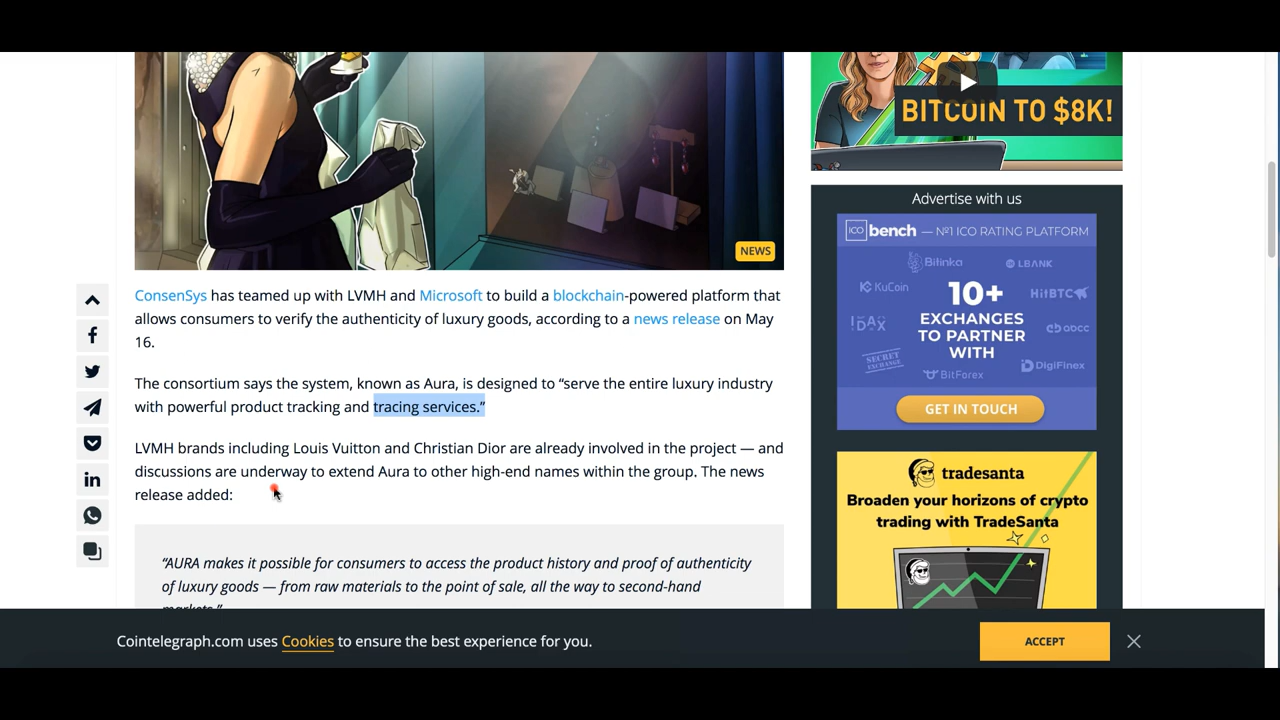 BITCOIN TO $8K!
NEWS
ConsenSys has teamed up with LVMH and Microsoft to build a blockchain-powered platform that
allows consumers to verify the authenticity of luxury goods, according to a news release on May
16.
The consortium says the system, known as Aura, is designed to “serve the entire luxury industry
with powerful product tracking and tracing services.”
LVMH brands including Louis Vuitton and Christian Dior are already involved in the project — and
discussions are underway to extend Aura to other high-end names within the group. The news
release added:
“AURA makes it possible for consumers to access the product history and proof of authenticity
of luxury goods — from raw materials to the point of sale, all the way to second-hand
markets.”
Advertise with us
ICO bench — №1 ICO RATING PLATFORM
Bitinka LBANK
KuCoin 10+ HitBTC
EXCHANGES
IDAX TO PARTNER abcc
WITH
SECRET EXCHANGE DigiFinex
BitForex
GET IN TOUCH
tradesanta
Broaden your horizons of crypto
trading with TradeSanta
Cointelegraph.com uses Cookies to ensure the best experience for you.
ACCEPT